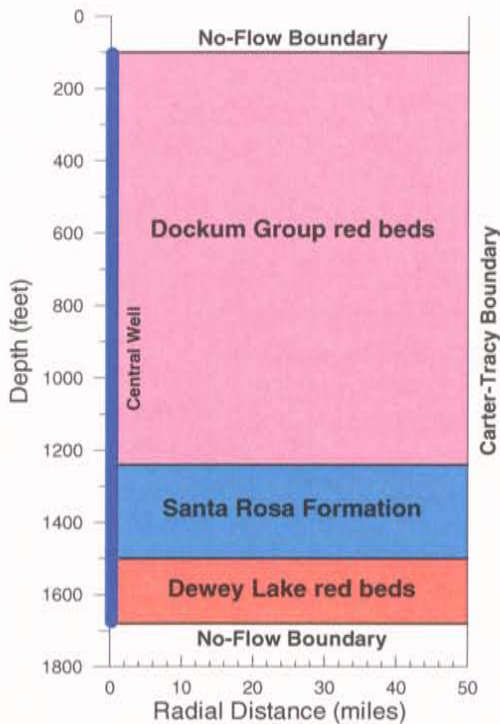 No-Flow Boundary
Dockum Group red beds
Central Well
Santa Rosa Formation
Dewey Lake red beds
No-Flow Boundary
Carter-Tracy Boundary
Depth (feet)
0
200
400
600
800
1000
1200
1400
1600
1800
0
10
20
30
40
50
Radial Distance (miles)